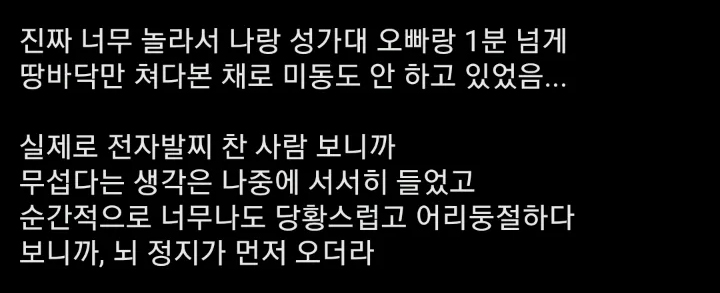 진짜 너무 놀라서 나랑 성가대 오빠랑 1분 넘게
땅바닥만 쳐다본 채로 미동도 안 하고 있었음...
실제로 전자발찌 찬 사람 보니까
무섭다는 생각은 나중에 서서히 들었고
순간적으로 너무나도 당황스럽고 어리둥절하다
보니까, 뇌 정지가 먼저 오더라